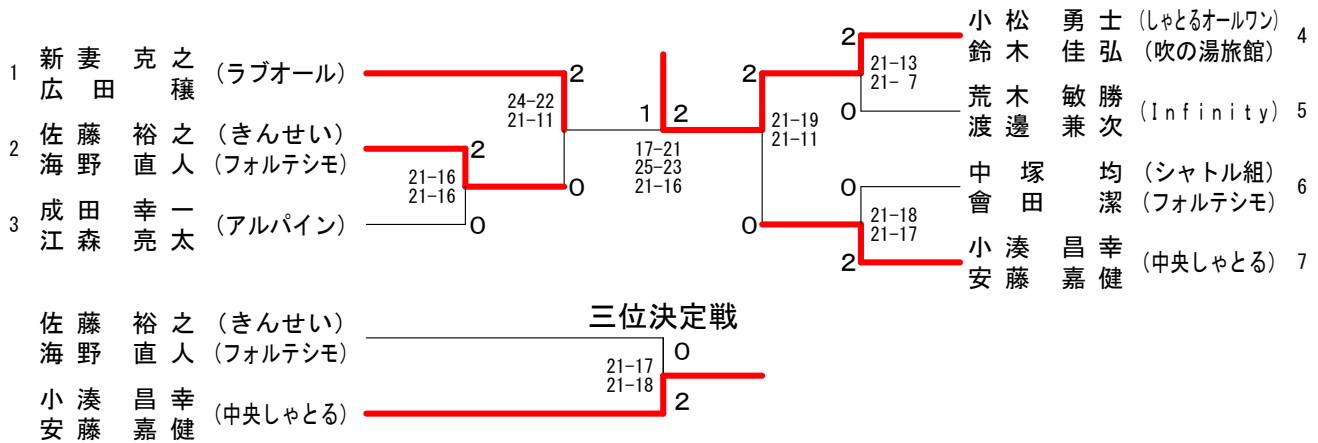 1
新妻 克之 (ラブオール)
広田 穣
2
佐藤 裕之 (きんせい)
海野 直人 (フォルテシモ)
3
成田 幸一 (アルパイン)
江森 亮太
2
24-22
21-11
2
21-16
21-16
0
0
1 2
17-21
25-23
21-16
2
21-19
21-11
0
2
21-13
21- 7
0
0
21-18
21-17
2
小松 勇士 (しゃとるオールワン)
鈴木 佳弘 (吹の湯旅館)
4
荒木 敏勝 (Infinity)
渡邊 兼次
5
中塚 均 (シャトル組)
會田 潔 (フォルテシモ)
6
小湊 昌幸 (中央しゃとる)
安藤 嘉健
7
三位決定戦
佐藤 裕之 (きんせい)
海野 直人 (フォルテシモ)
小湊 昌幸 (中央しゃとる)
安藤 嘉健
0
21-17
21-18
2